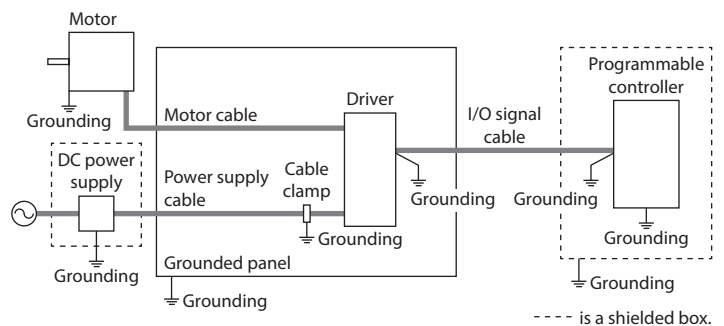 Motor
Grounding
Motor cable
Driver
I/O signal
cable
Programmable
controller
DC power
supply
Power supply
cable
Cable
clamp
Grounding
Grounding
Grounding
Grounding
Grounding
Grounded panel
Grounding
Grounding
Grounding
is a shielded box.